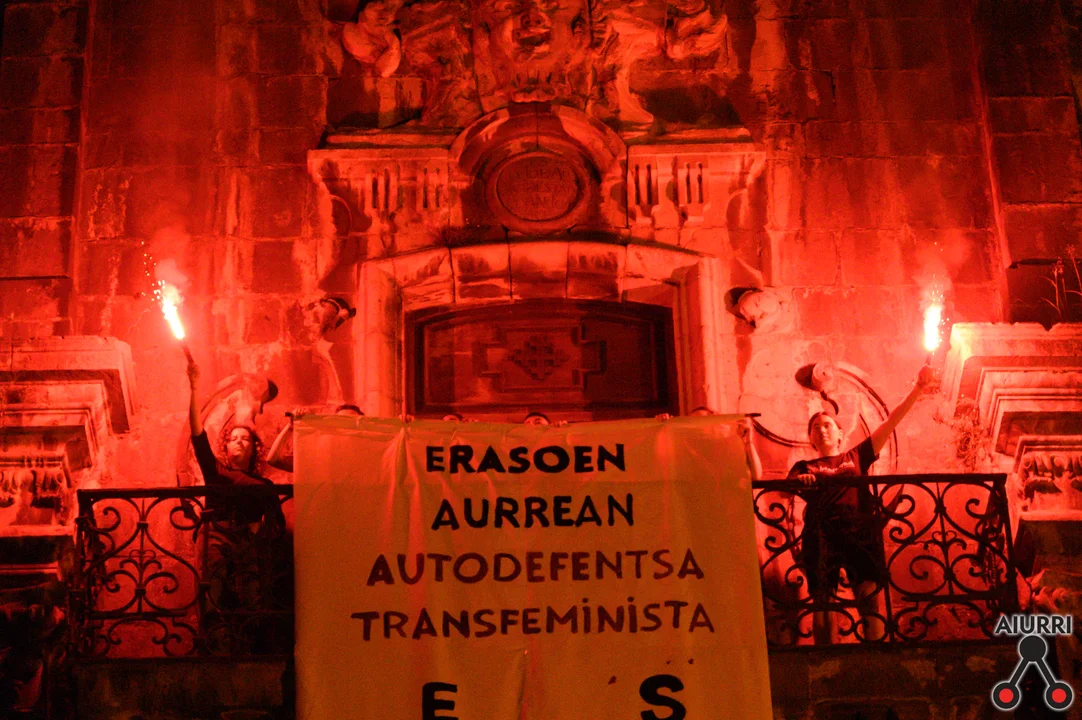 ERASOEN
AURREAN
AUTODEFENTSA
TRANSFEMINISTA
E S
AIURRI